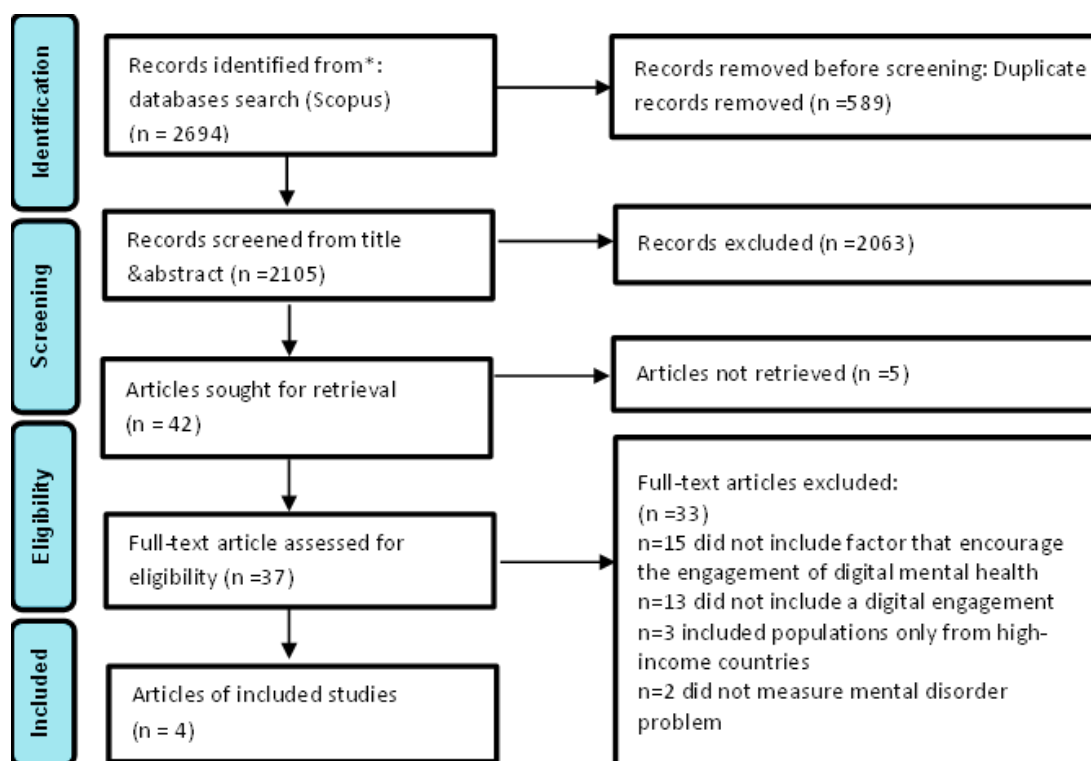 Identification
Records identified from*:
databases search (Scopus)
(n = 2694)
Records removed before screening: Duplicate
records removed (n =589)
Screening
Records screened from title
&abstract (n =2105)
Records excluded (n =2063)
Articles sought for retrieval
(n = 42)
Articles not retrieved (n =5)
Eligibility
Full-text article assessed for
eligibility (n =37)
Full-text articles excluded:
(n =33)
n=15 did not include factor that encourage
the engagement of digital mental health
n=13 did not include a digital engagement
n=3 included populations only from high-
income countries
n=2 did not measure mental disorder
problem
Included
Articles of included studies
(n = 4)